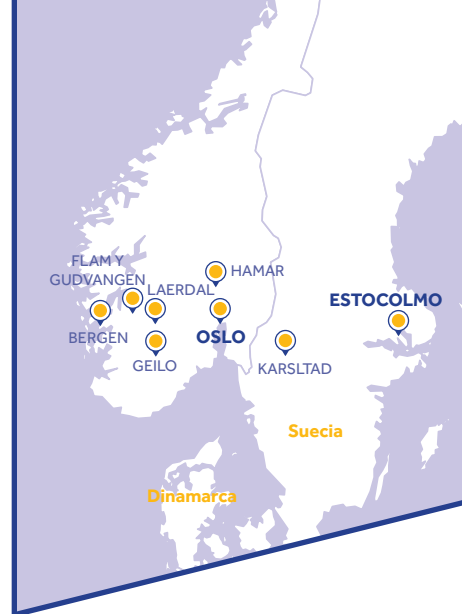 FLAM Y
GUDVANGEN
LAERDAL
HAMAR
ESTOCOLMO
BERGEN
OSLO
GEILO
KARSLTAD
Suecia
Dinamarca